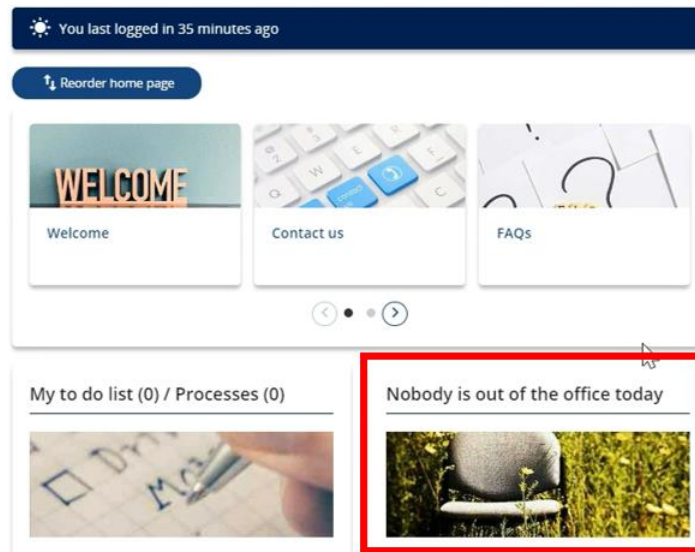 You last logged in 35 minutes ago
Reorder home page
WELCOME
Welcome
Contact us
FAQs
My to do list (0) / Processes (0)
Nobody is out of the office today